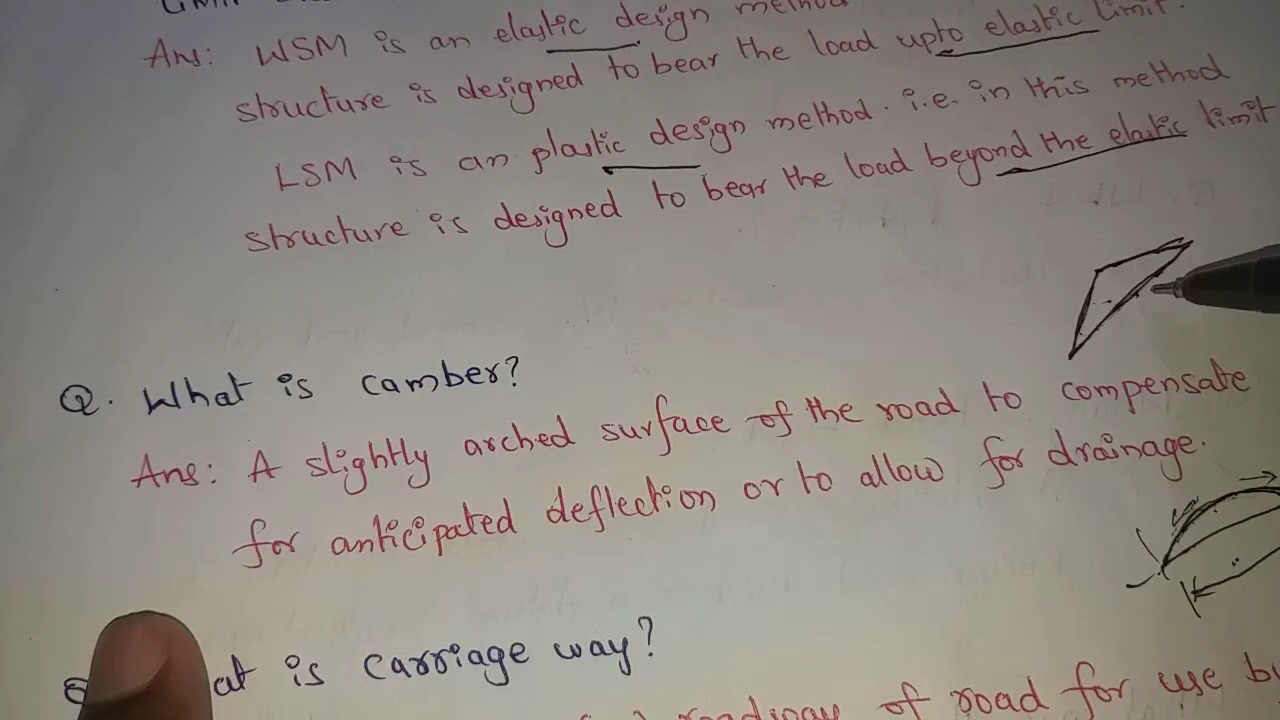 Ans: WSM is an elastic design method
structure is designed to bear the load upto elastic limit.
LSM is an plastic design method. i.e. in this method
structure is designed to bear the load beyond the elastic limit
Q. What is camber?
Ans: A slightly arched surface of the road to compensate
for anticipated deflection or to allow for drainage.
at is carriage way?
roadway of road for use